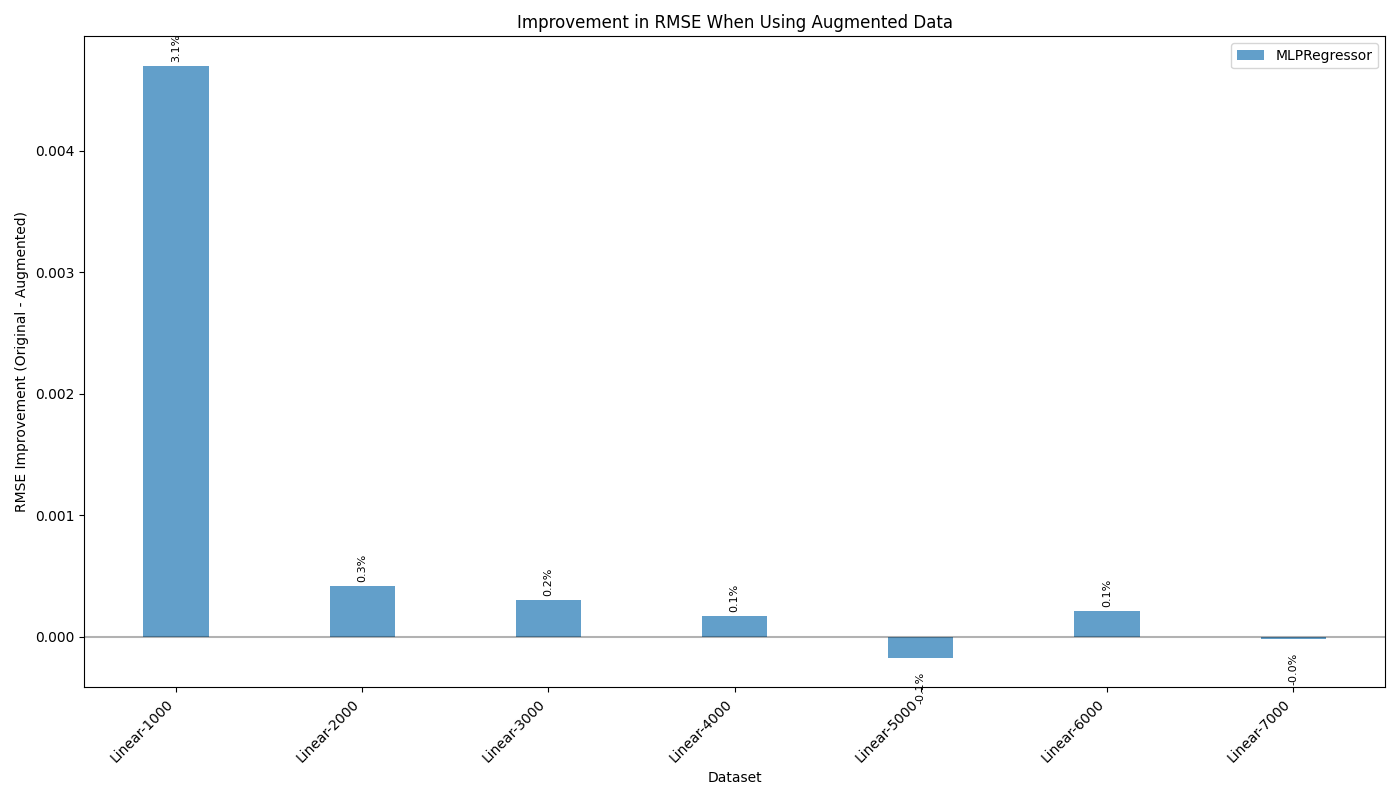 Improvement in RMSE When Using Augmented Data
MLPRegressor
3.1%
0.3%
0.2%
0.1%
-0.1%
0.1%
-0.0%
RMSE Improvement (Original - Augmented)
0.004
0.003
0.002
0.001
0.000
Linear-1000
Linear-2000
Linear-3000
Linear-4000
Linear-5000
Linear-6000
Linear-7000
Dataset